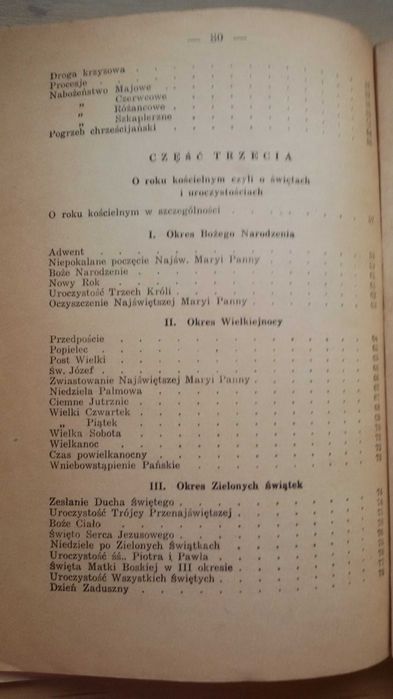 — 80 —
Droga krzyżowa
Procesje
Nabożeństwo Majowe
„ Czerwcowe
„ Różańcowe
„ Szkaplerzne
Pogrzeb chrześcijański
CZĘŚĆ TRZECIA
O roku kościelnym czyli o świętach
i uroczystościach
O roku kościelnym w szczególności
I. Okres Bożego Narodzenia
Adwent
Niepokalane poczęcie Najśw. Maryi Panny
Boże Narodzenie
Nowy Rok
Uroczystość Trzech Króli
Oczyszczenie Najświętszej Maryi Panny
II. Okres Wielkiejnocy
Przedpoście
Popielec
Post Wielki
Św. Józef
Zwiastowanie Najświętszej Maryi Panny
Niedziela Palmowa
Ciemne Jutrznie
Wielki Czwartek
„ Piątek
Wielka Sobota
Wielkanoc
Czas powielkanocny
Wniebowstąpienie Pańskie
III. Okres Zielonych Świątek
Zesłanie Ducha Świętego
Uroczystość Trójcy Przenajświętszej
Boże Ciało
Święto Serca Jezusowego
Niedziele po Zielonych Świątkach
Uroczystość śś. Piotra i Pawła
Święta Matki Boskiej w III okresie
Uroczystość Wszystkich Świętych
Dzień Zaduszny